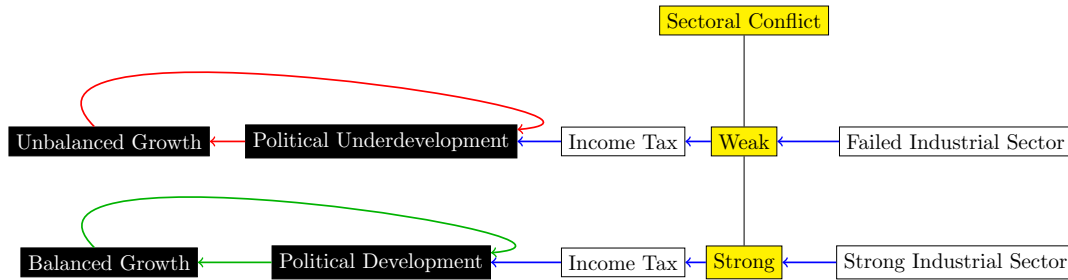 Sectoral Conflict
Unbalanced Growth
Political Underdevelopment
Income Tax
Weak
Failed Industrial Sector
Balanced Growth
Political Development
Income Tax
Strong
Strong Industrial Sector